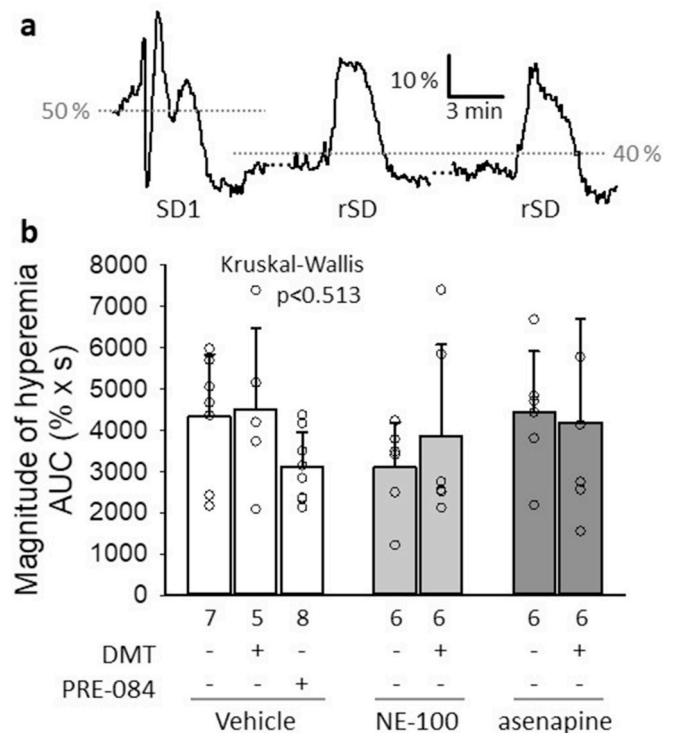 a
50 %
10 %
3 min
40 %
SD1 rSD rSD
b
Kruskal-Wallis
p<0.513
Magnitude of hyperemia
AUC (% x s)
8000
7000
6000
5000
4000
3000
2000
1000
0
7 5 8 6 6 6 6
DMT - + - - + - +
PRE-084 - - + - - - -
Vehicle NE-100 asenapine